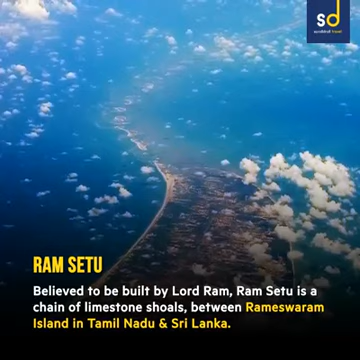 sd
RAM SETU
Believed to be built by Lord Ram, Ram Setu is a
chain of limestone shoals, between Rameswaram
Island in Tamil Nadu & Sri Lanka.